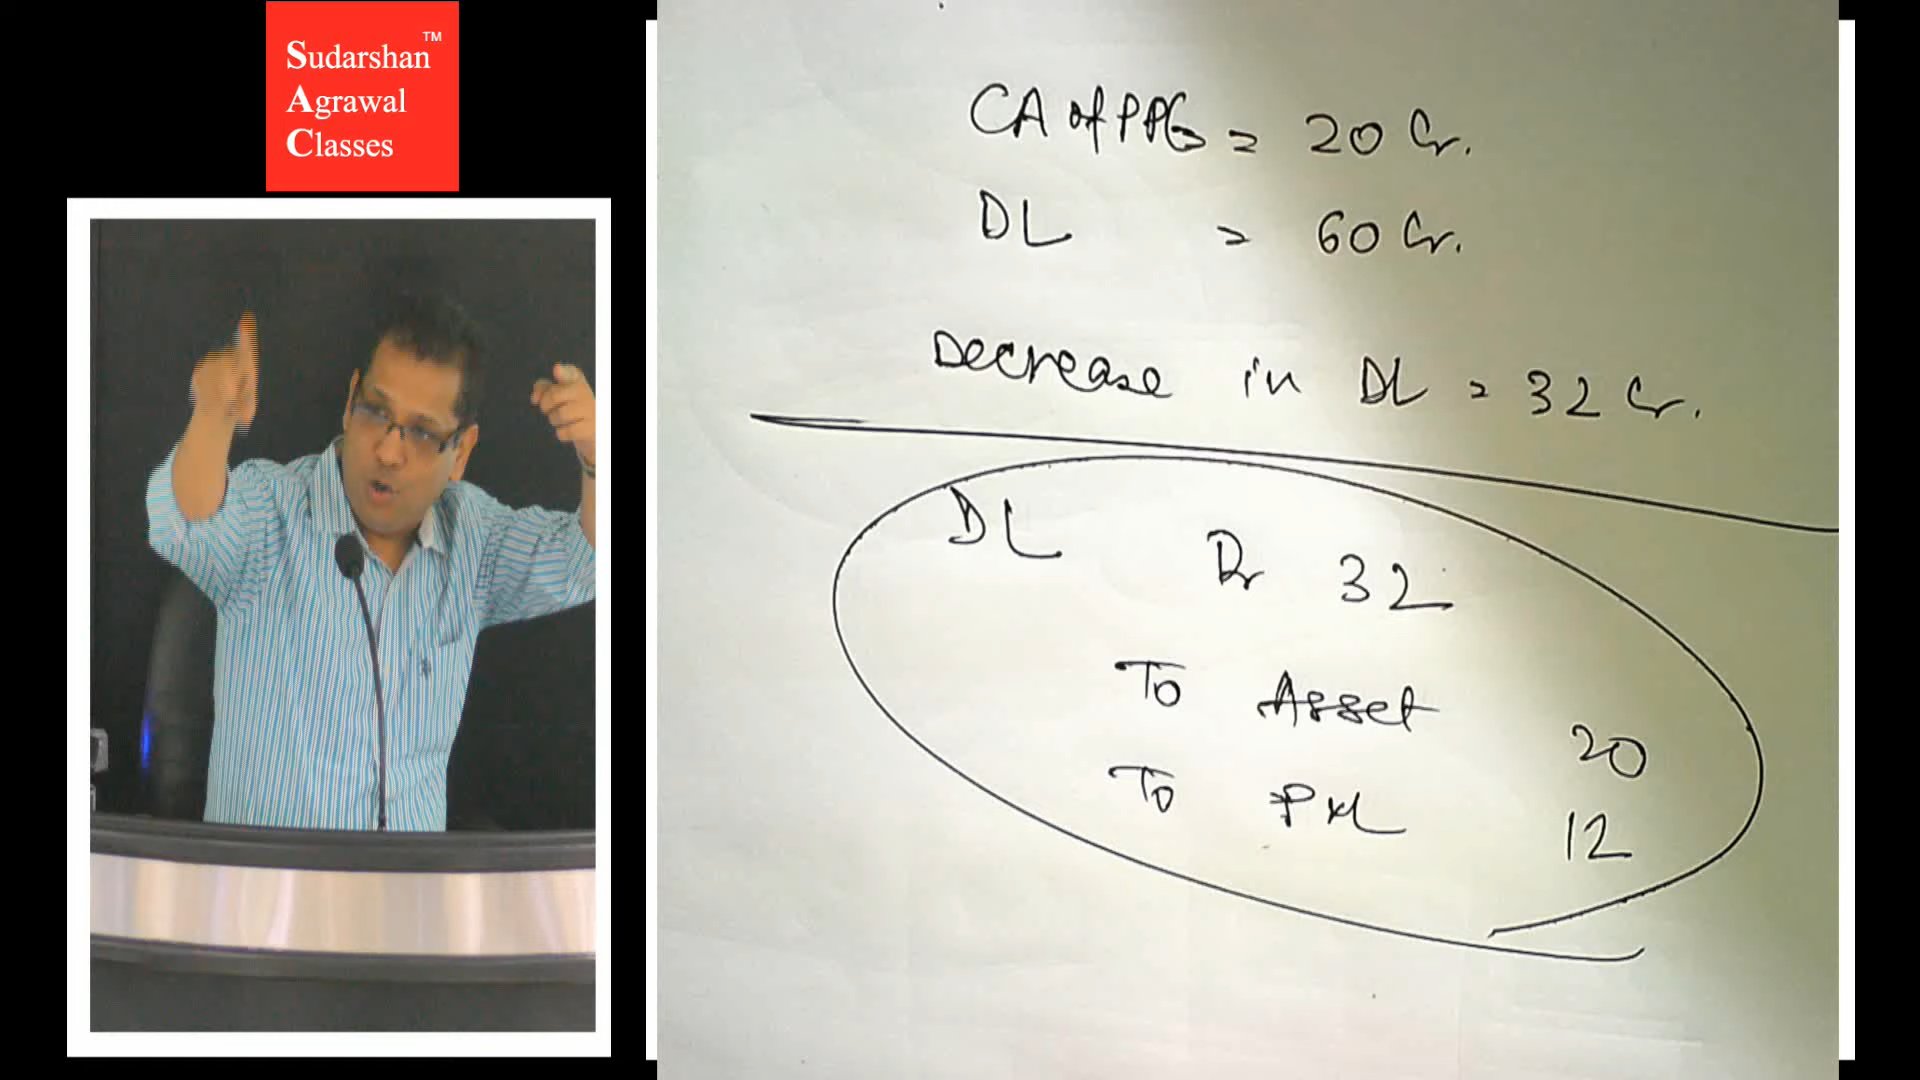 Sudarshan™
Agrawal
Classes
CA of PPE = 20 Cr.
DL = 60 Cr.
Decrease in DL = 32 Cr.
DL Dr 32
To Asset 20
To P&L 12